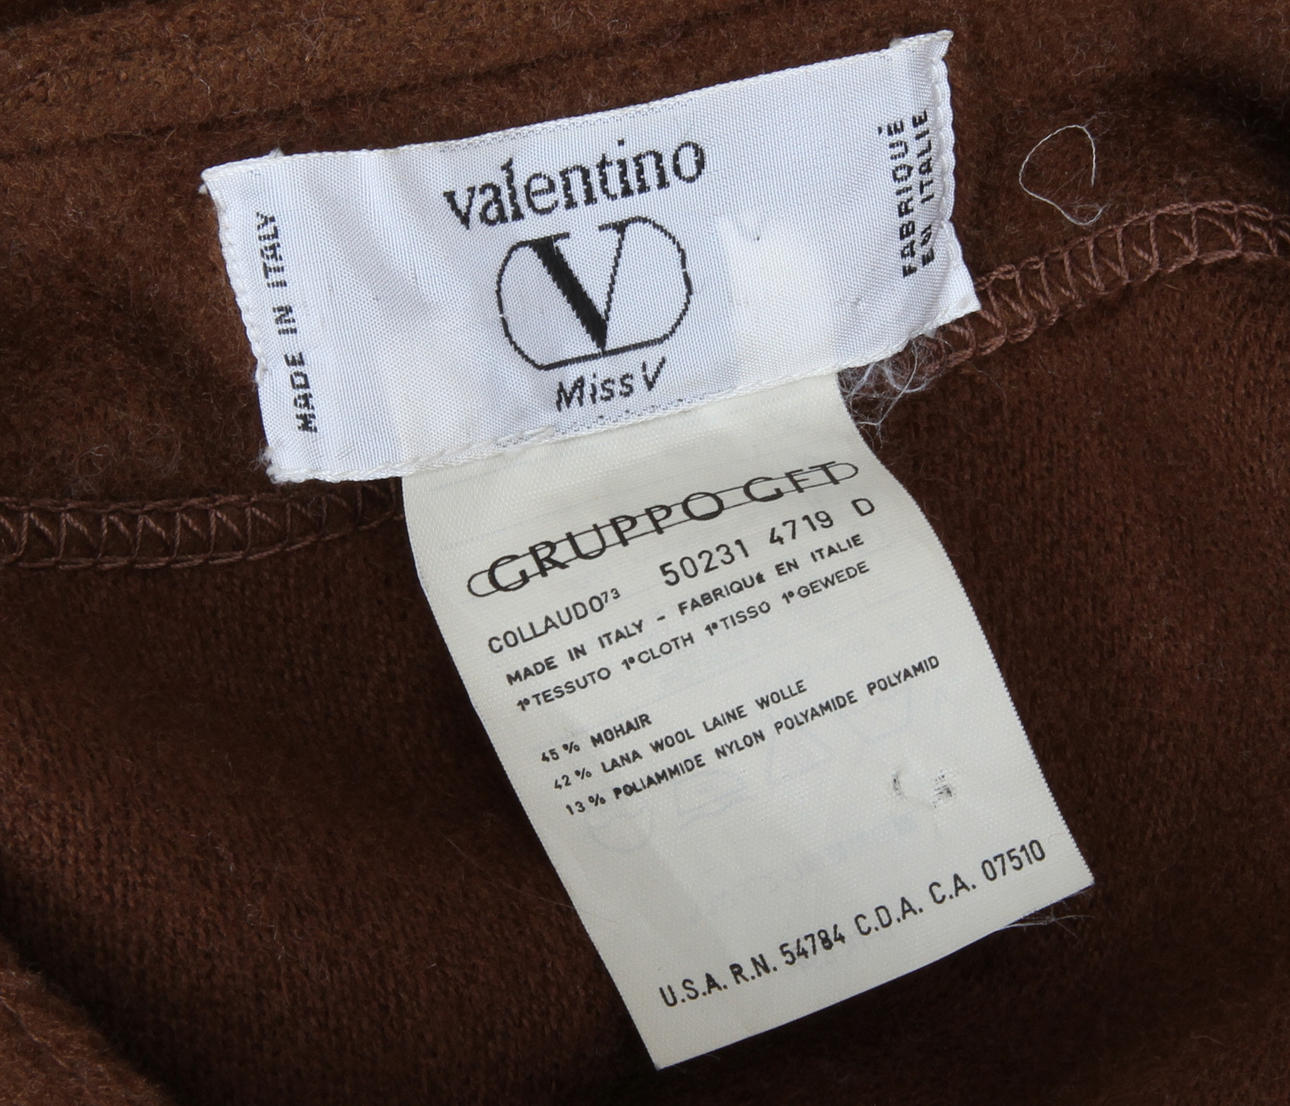 valentino
V
Miss V
MADE IN ITALY
FABRIQUÉ
EN ITALIE
GRUPPO GFT
COLLAUDO73 50231 4719 D
MADE IN ITALY - FABRIQUÉ EN ITALIE
1°TESSUTO 1°CLOTH 1°TISSO 1°GEWEDE
45% MOHAIR
42% LANA WOOL LAINE WOLLE
13% POLIAMMIDE NYLON POLYAMIDE POLYAMID
U.S.A. R.N. 54784 C.D.A. C.A. 07510